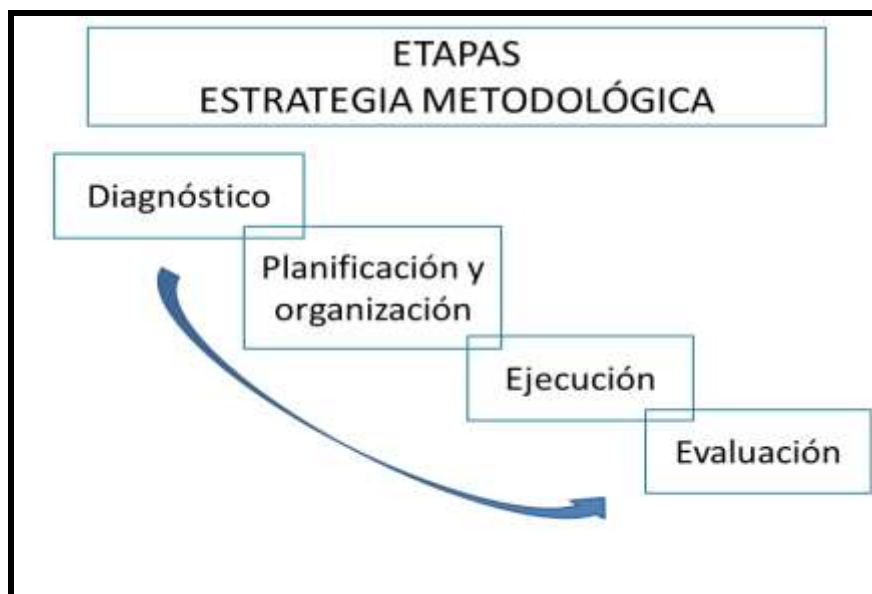 ETAPAS
ESTRATEGIA METODOLÓGICA
Diagnóstico
Planificación y
organización
Ejecución
Evaluación